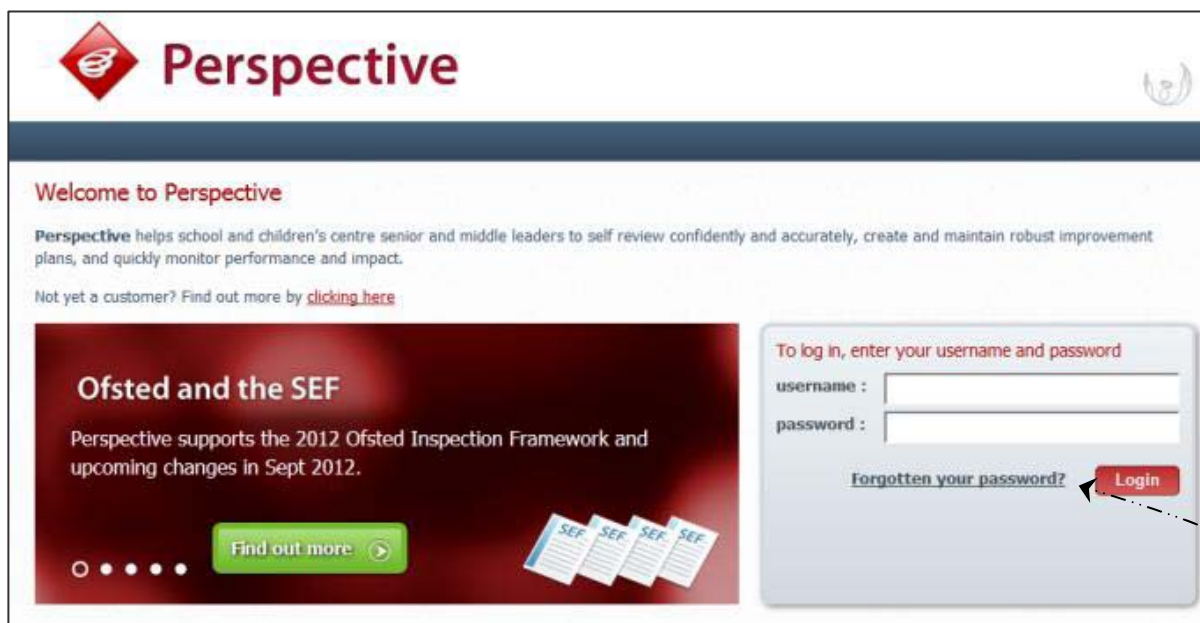 Perspective
Welcome to Perspective
Perspective helps school and children's centre senior and middle leaders to self review confidently and accurately, create and maintain robust improvement
plans, and quickly monitor performance and impact.
Not yet a customer? Find out more by clicking here
Ofsted and the SEF
Perspective supports the 2012 Ofsted Inspection Framework and
upcoming changes in Sept 2012.
Find out more
SEF SEF SEF SEF
To log in, enter your username and password
username :
password :
Forgotten your password? Login